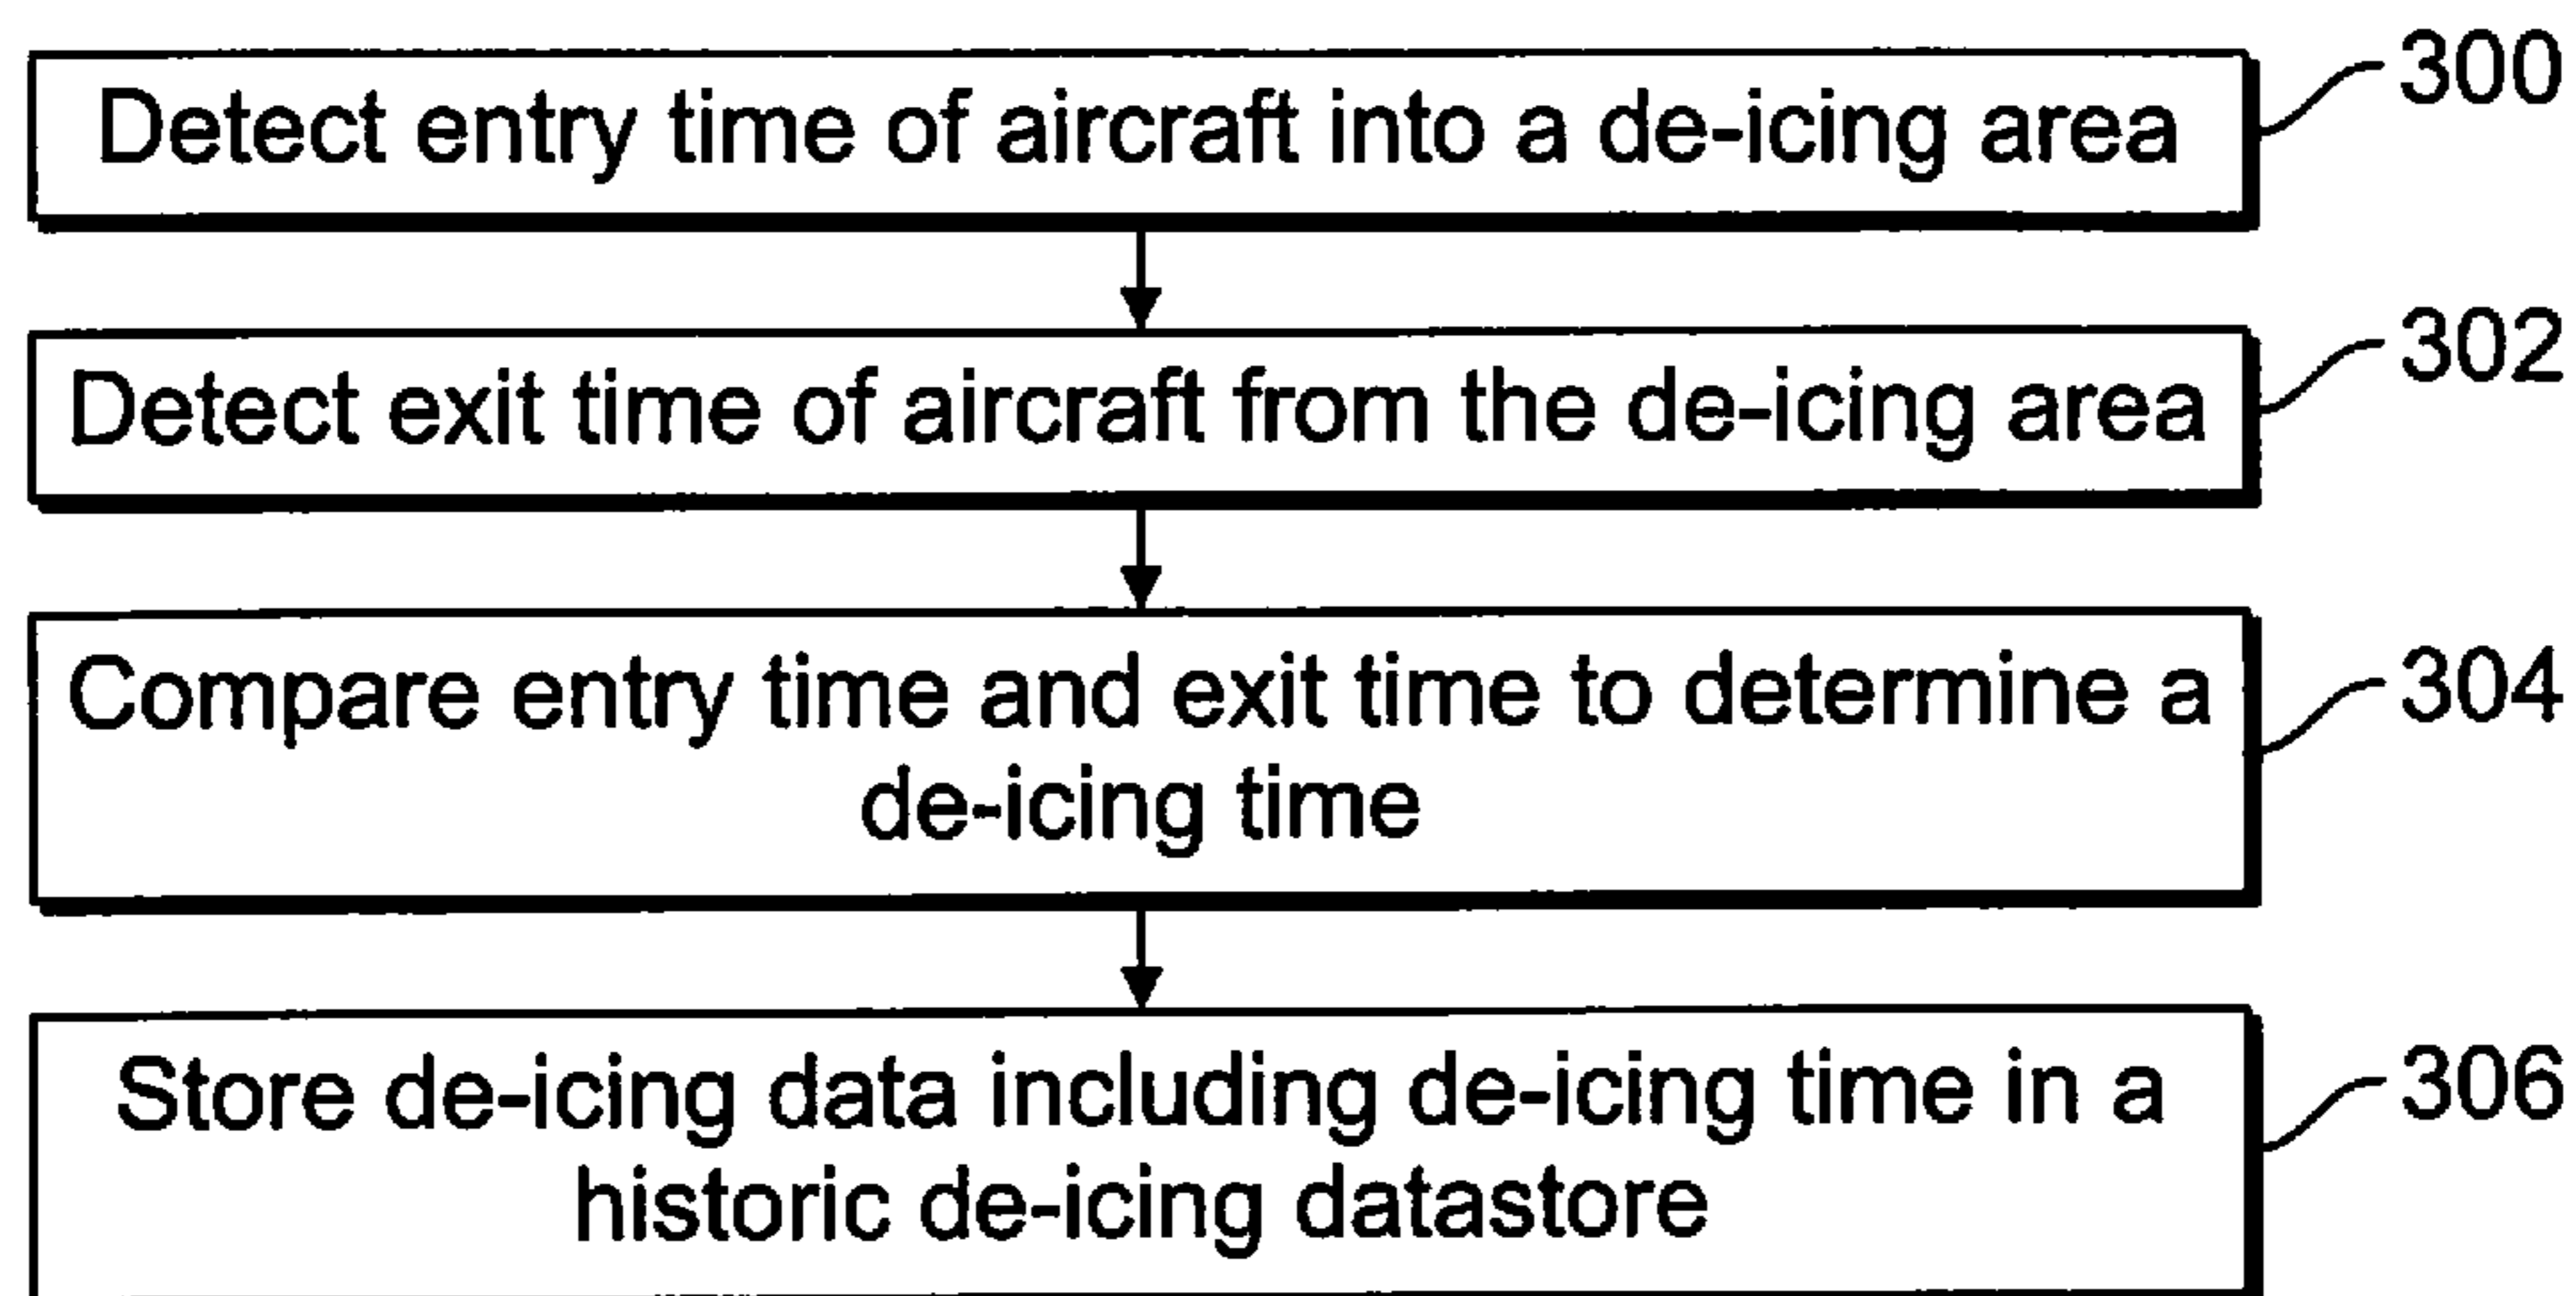 Detect entry time of aircraft into a de-icing area
300
Detect exit time of aircraft from the de-icing area
302
Compare entry time and exit time to determine a
de-icing time
304
Store de-icing data including de-icing time in a
historic de-icing datastore
306